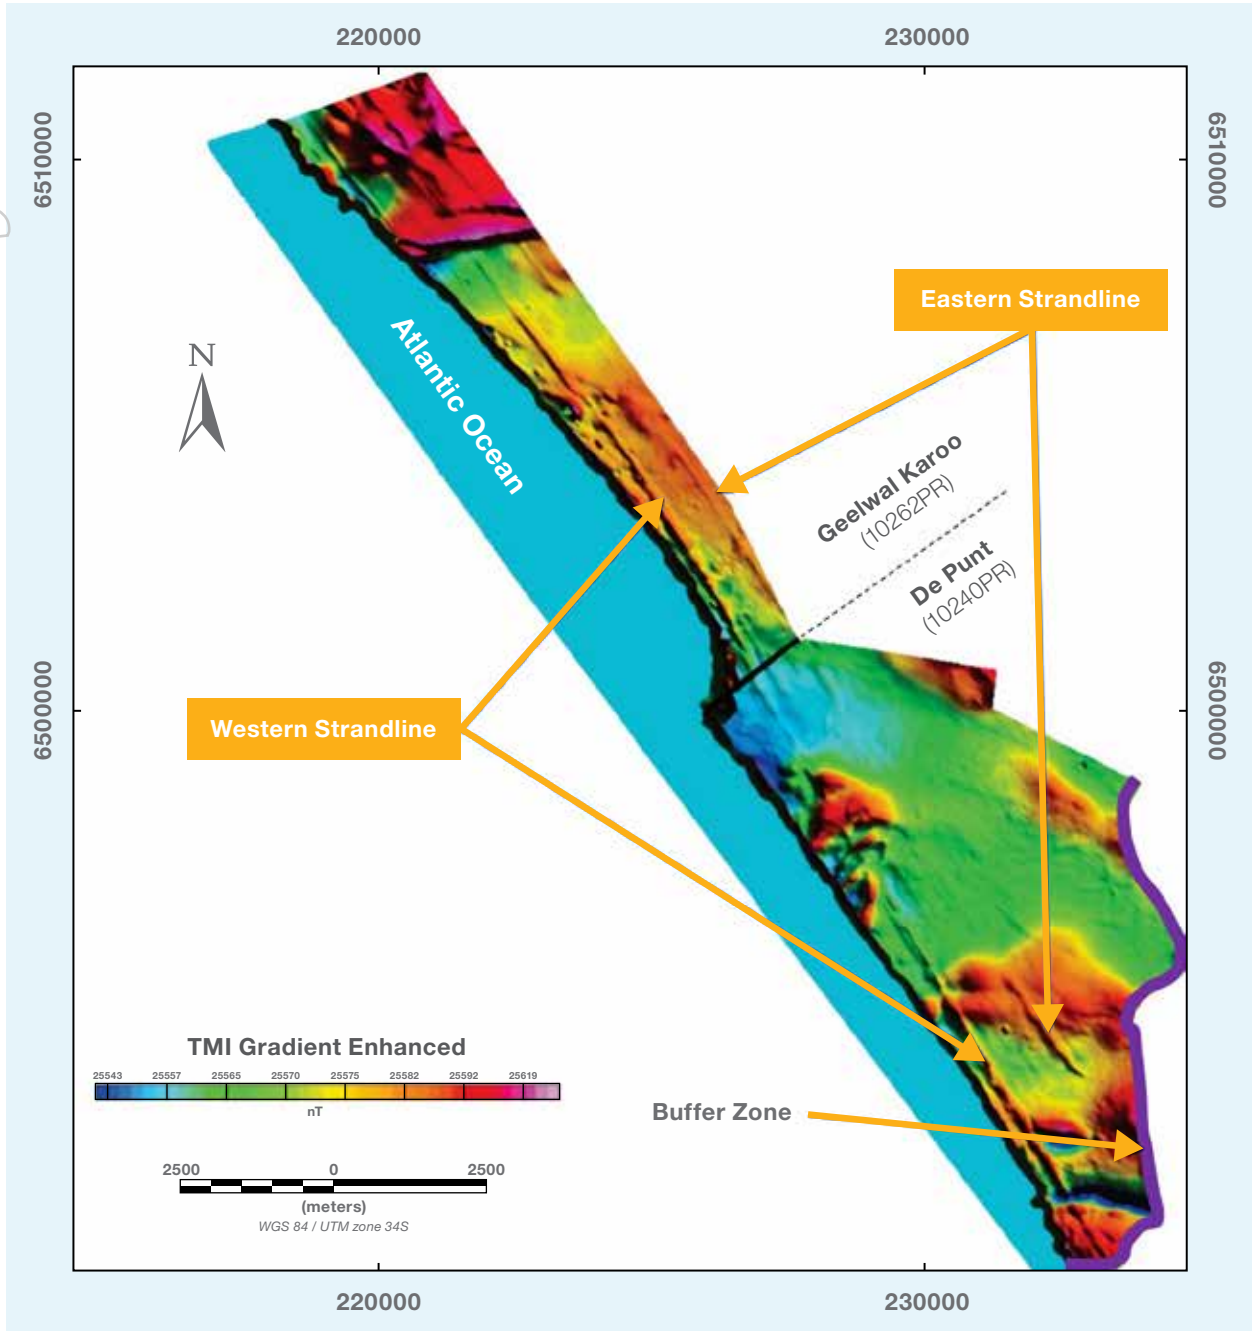 220000
230000
6510000
6510000
Eastern Strandline
N
Atlantic Ocean
Geelwal Karoo
(10262PR)
De Punt
(10240PR)
6500000
6500000
Western Strandline
TMI Gradient Enhanced
25543 25557 25565 25570 25575 25582 25592 25619
nT
Buffer Zone
2500 0 2500
(meters)
WGS 84 / UTM zone 34S
220000
230000